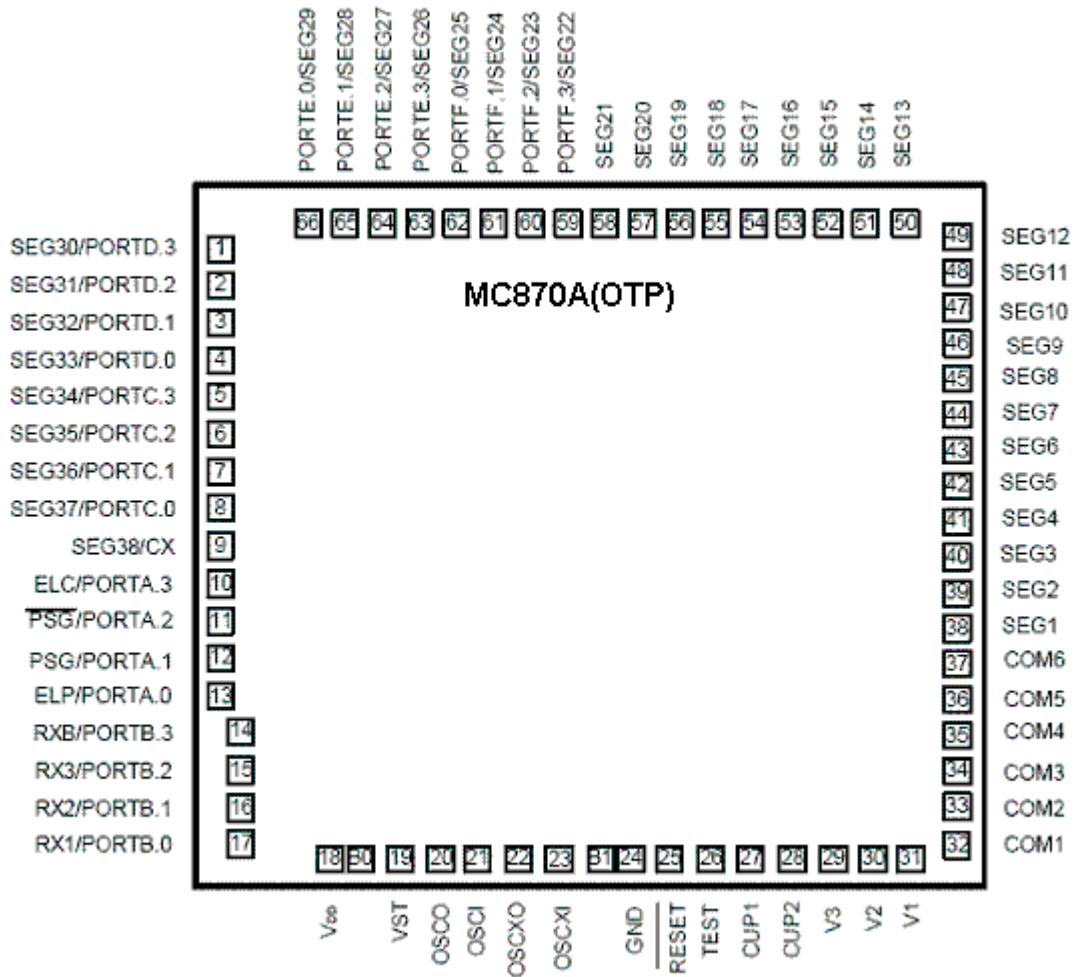 PORTE.0/SEG29
PORTE.1/SEG28
PORTE.2/SEG27
PORTE.3/SEG26
PORTF.0/SEG25
PORTF.1/SEG24
PORTF.2/SEG23
PORTF.3/SEG22
SEG21
SEG20
SEG19
SEG18
SEG17
SEG16
SEG15
SEG14
SEG13
66 65 64 63 62 61 60 59 58 57 56 55 54 53 52 51 50
MC870A(OTP)
SEG30/PORTD.3 1
SEG31/PORTD.2 2
SEG32/PORTD.1 3
SEG33/PORTD.0 4
SEG34/PORTC.3 5
SEG35/PORTC.2 6
SEG36/PORTC.1 7
SEG37/PORTC.0 8
SEG38/CX 9
ELC/PORTA.3 10
PSG/PORTA.2 11
PSG/PORTA.1 12
ELP/PORTA.0 13
RXB/PORTB.3 14
RX3/PORTB.2 15
RX2/PORTB.1 16
RX1/PORTB.0 17
49 SEG12
48 SEG11
47 SEG10
46 SEG9
45 SEG8
44 SEG7
43 SEG6
42 SEG5
41 SEG4
40 SEG3
39 SEG2
38 SEG1
37 COM6
36 COM5
35 COM4
34 COM3
33 COM2
32 COM1
18 B0 19 20 21 22 23 B1 24 25 26 27 28 29 30 31
VDD
VST
OSCO
OSCI
OSCXO
OSCXI
GND
RESET
TEST
CUP1
CUP2
V3
V2
V1